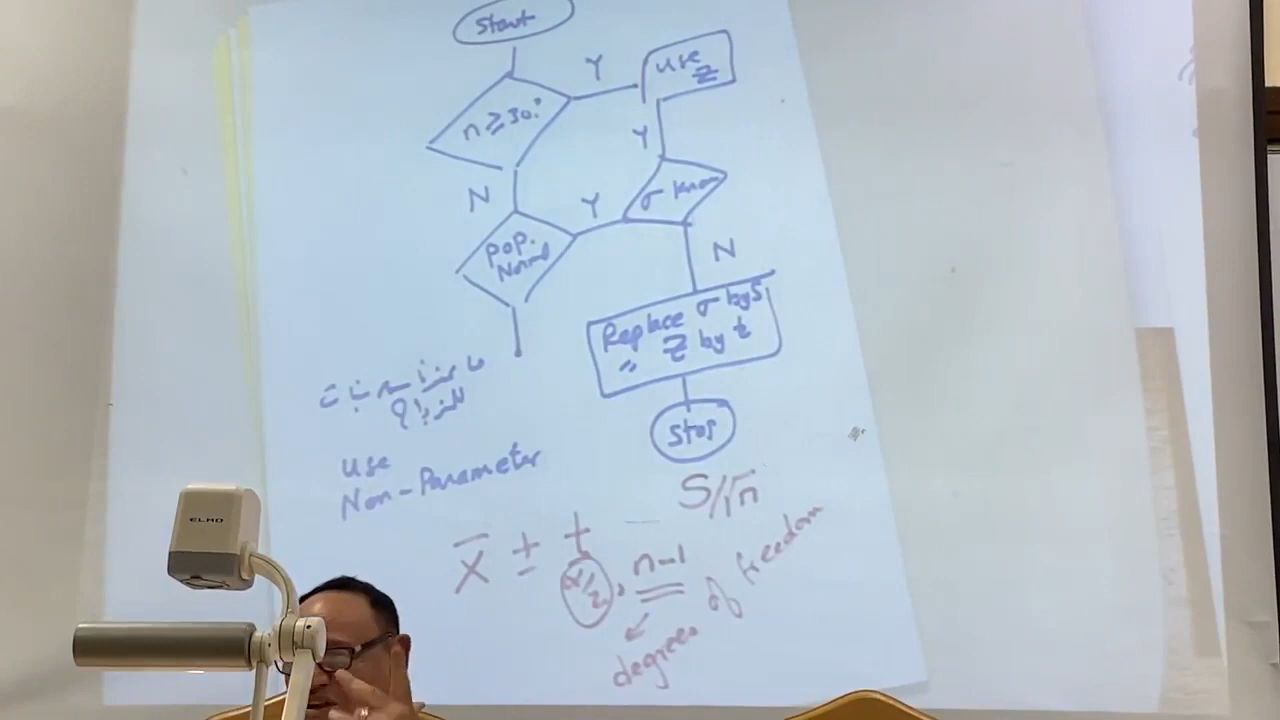 Start
n ≥ 30?
Y
use
Z
Y
N
Y
σ Known
pop.
Normal
N
Replace σ by S
〃 Z by t
Stop
use
Non-Parameter
S/√n
X̄ ± t α/2, n-1
degrees of freedom
ELMO